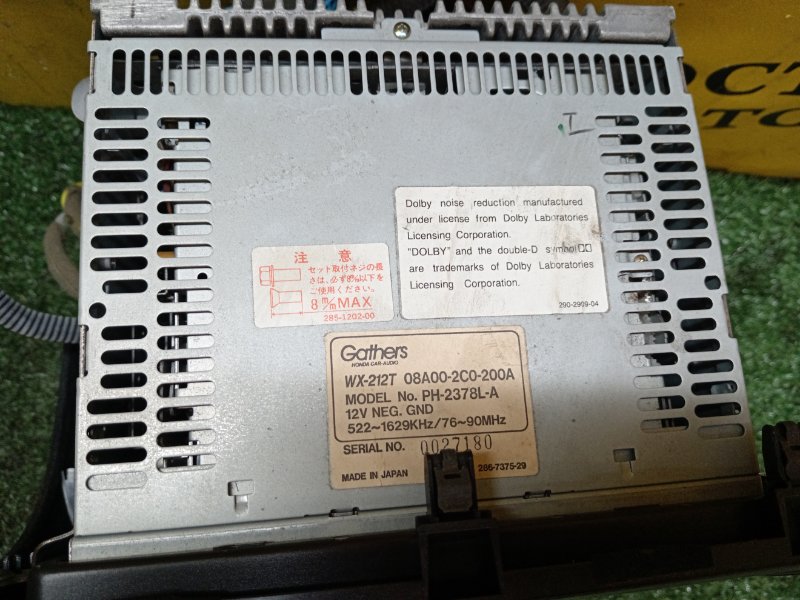 Dolby noise reduction manufactured
under license from Dolby Laboratories
Licensing Corporation.
"DOLBY" and the double-D symbol
are trademarks of Dolby Laboratories
Licensing Corporation.
290-2909-04
注 意
セット取付ネジの長
さは、必ず8㎜以下を
ご使用ください。
8 m/m MAX
285-1202-00
Gathers
HONDA CAR-AUDIO
WX-212T 08A00-2C0-200A
MODEL No. PH-2378L-A
12V NEG. GND
522~1629KHz/76~90MHz
SERIAL NO. 0027180
MADE IN JAPAN 286-7375-29